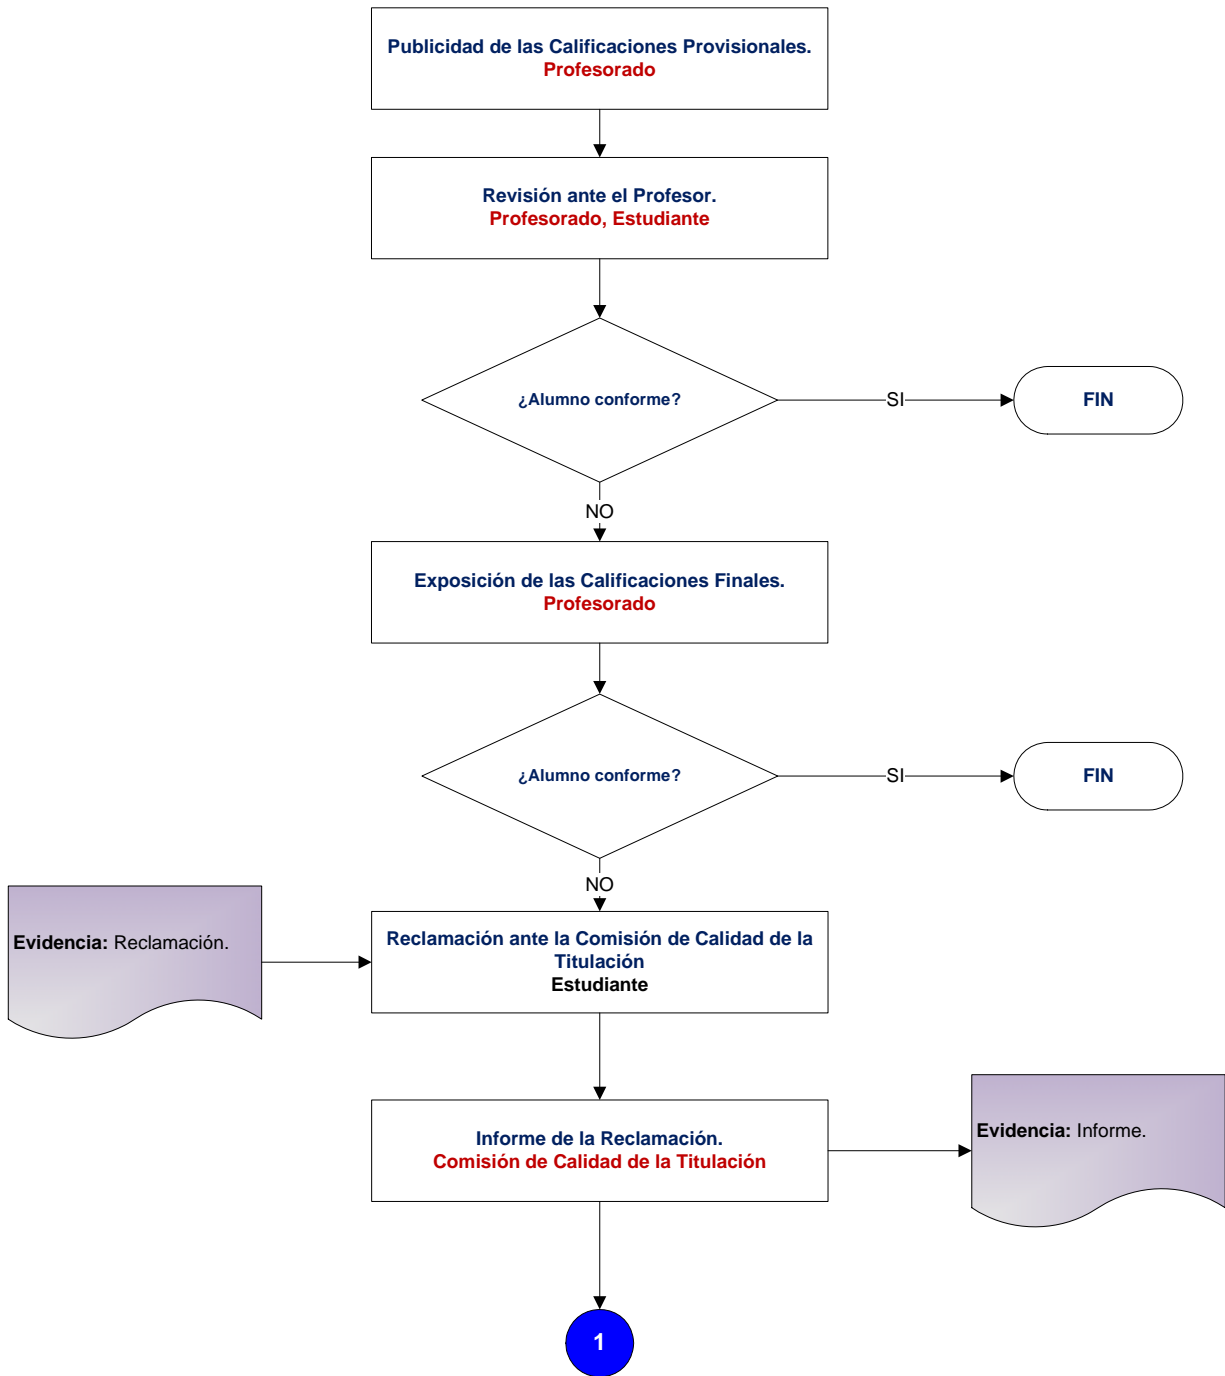 Publicidad de las Calificaciones Provisionales.
Profesorado
Revisión ante el Profesor.
Profesorado, Estudiante
¿Alumno conforme?
SI
FIN
NO
Exposición de las Calificaciones Finales.
Profesorado
¿Alumno conforme?
SI
FIN
NO
Evidencia: Reclamación.
Reclamación ante la Comisión de Calidad de la
Titulación
Estudiante
Informe de la Reclamación.
Comisión de Calidad de la Titulación
Evidencia: Informe.
1